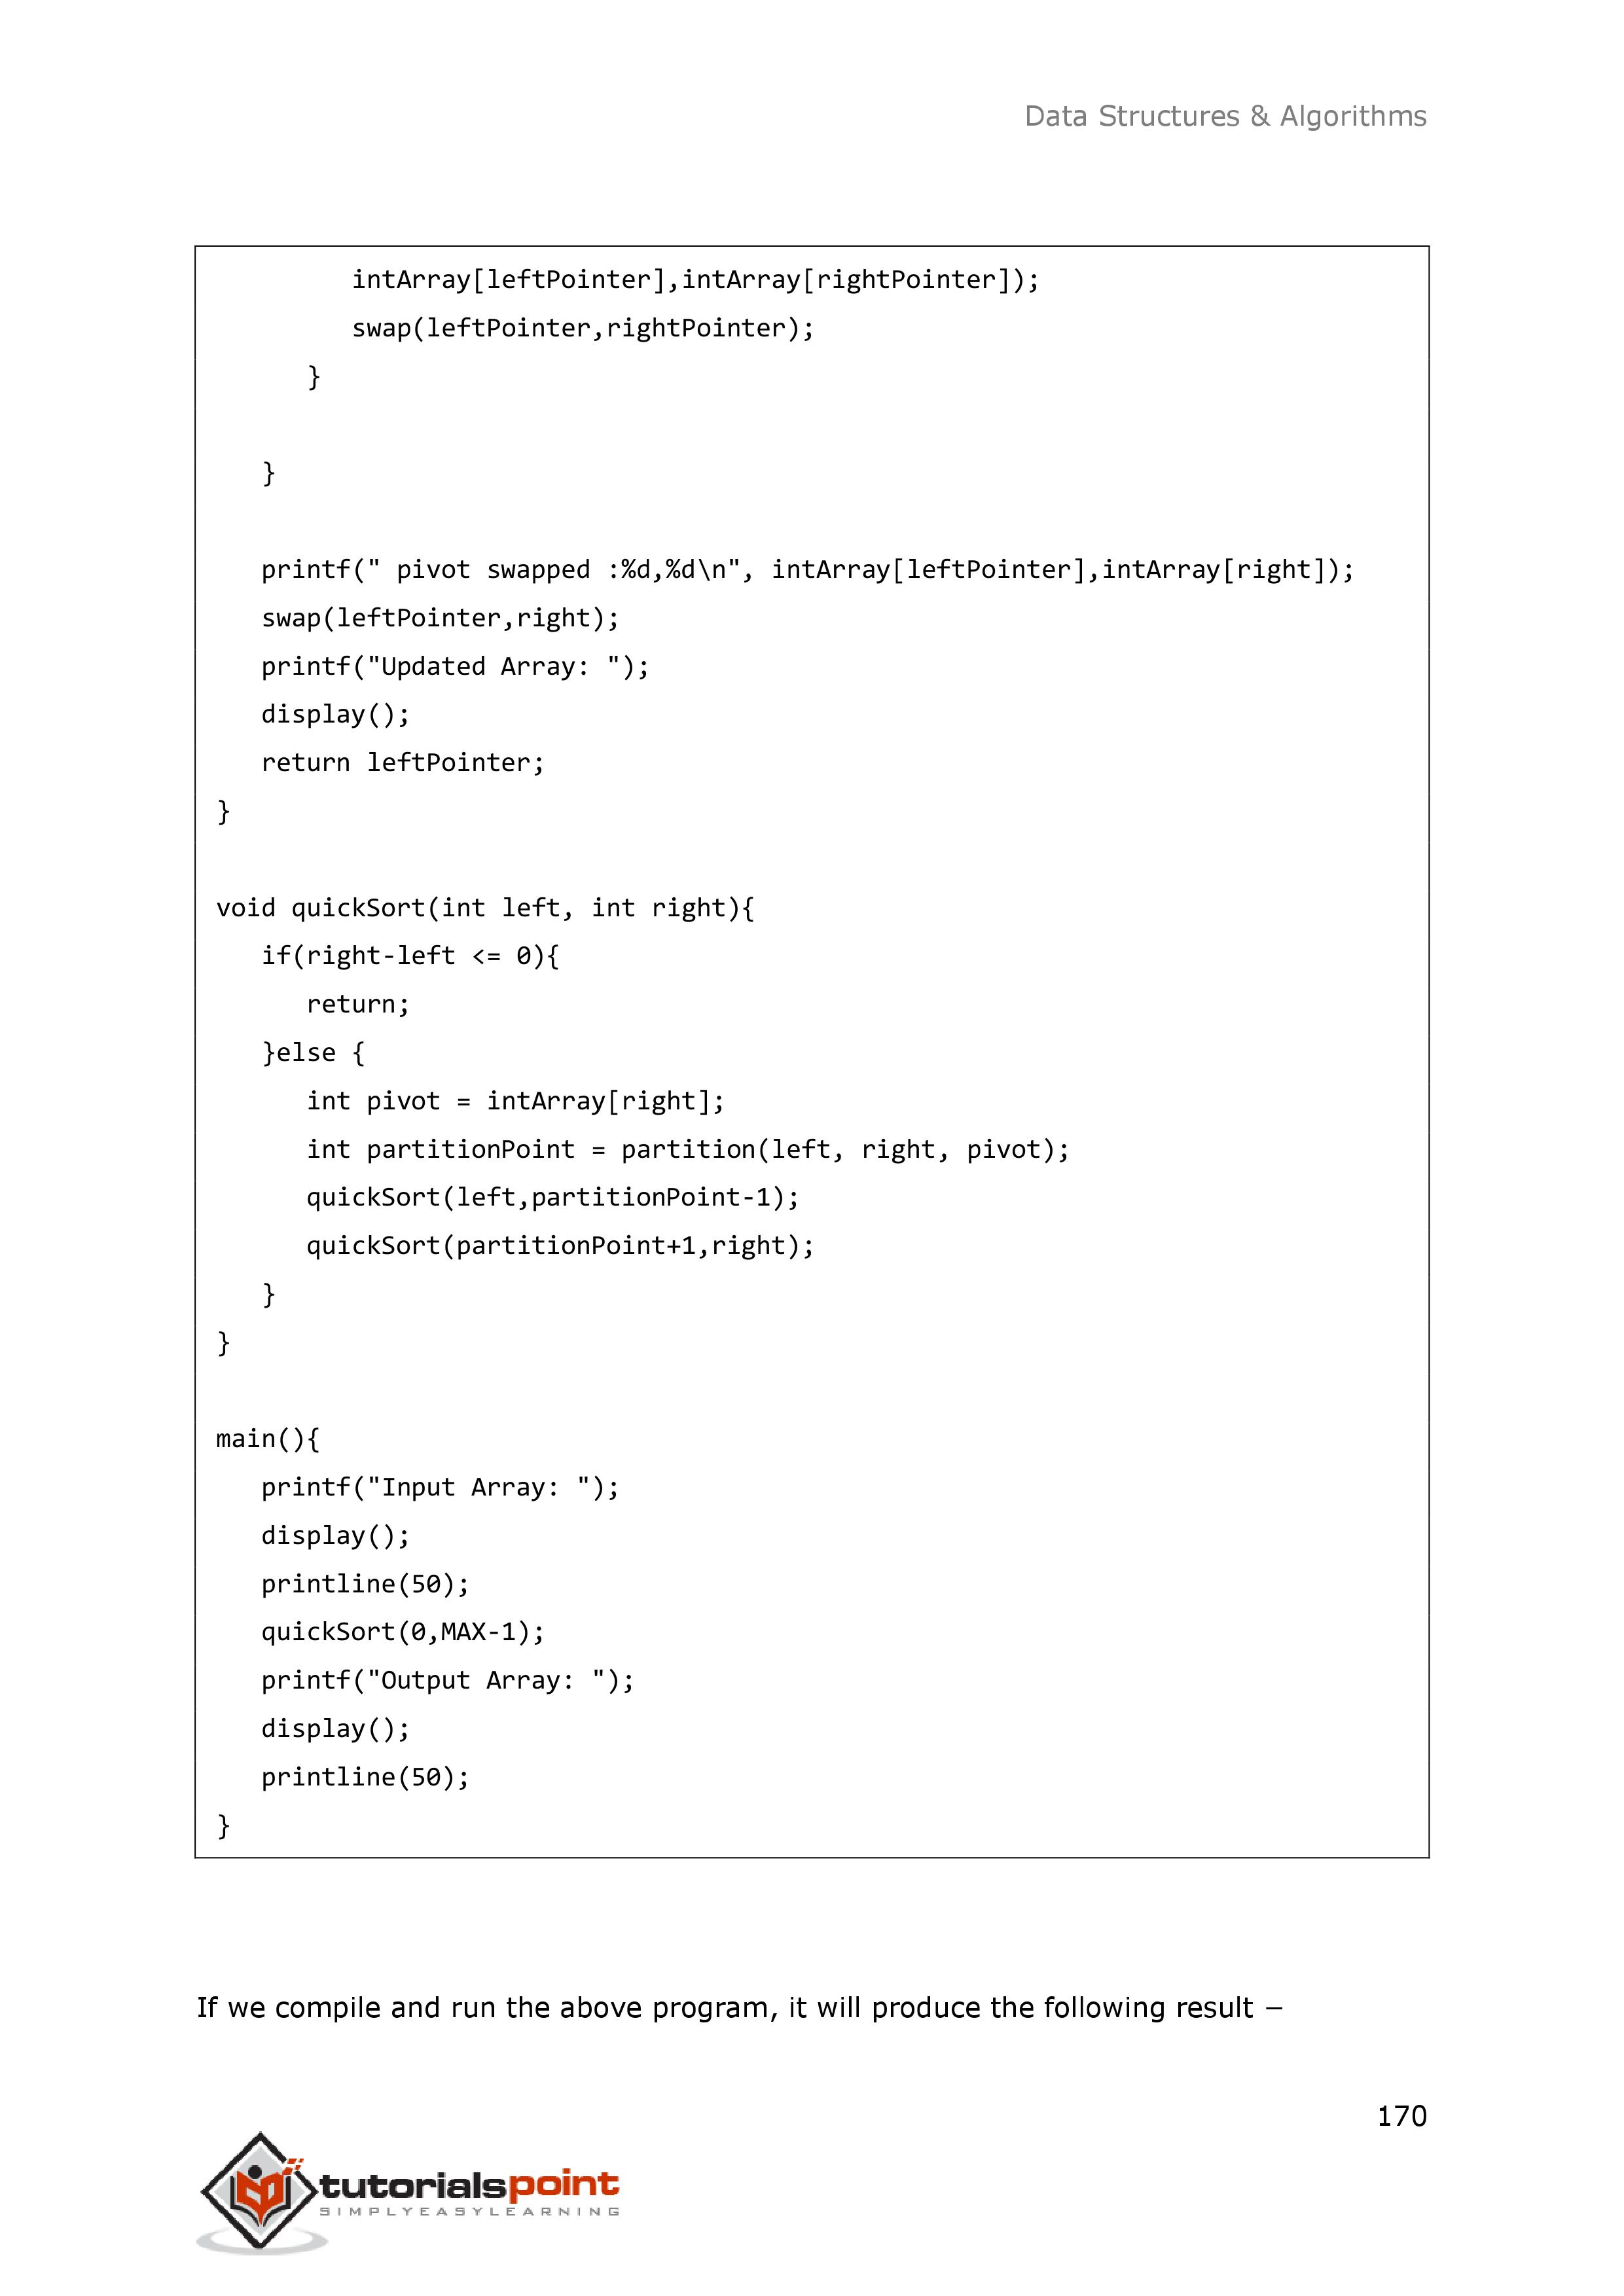 Data Structures & Algorithms
         intArray[leftPointer],intArray[rightPointer]);
         swap(leftPointer,rightPointer);
      }
   }
   printf(" pivot swapped :%d,%d\n", intArray[leftPointer],intArray[right]);
   swap(leftPointer,right);
   printf("Updated Array: ");
   display();
   return leftPointer;
}
void quickSort(int left, int right){
   if(right-left <= 0){
      return;
   }else {
      int pivot = intArray[right];
      int partitionPoint = partition(left, right, pivot);
      quickSort(left,partitionPoint-1);
      quickSort(partitionPoint+1,right);
   }
}
main(){
   printf("Input Array: ");
   display();
   printline(50);
   quickSort(0,MAX-1);
   printf("Output Array: ");
   display();
   printline(50);
}
If we compile and run the above program, it will produce the following result −
170
tutorialspoint
SIMPLYEASYLEARNING